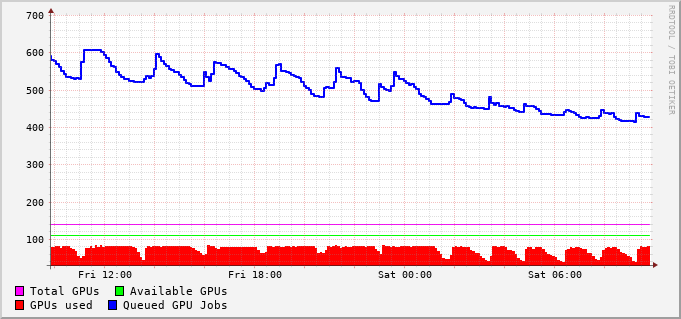 700
600
500
400
300
200
100
Fri 12:00 Fri 18:00 Sat 00:00 Sat 06:00
Total GPUs Available GPUs
GPUs used Queued GPU Jobs
RRDTOOL / TOBI OETIKER